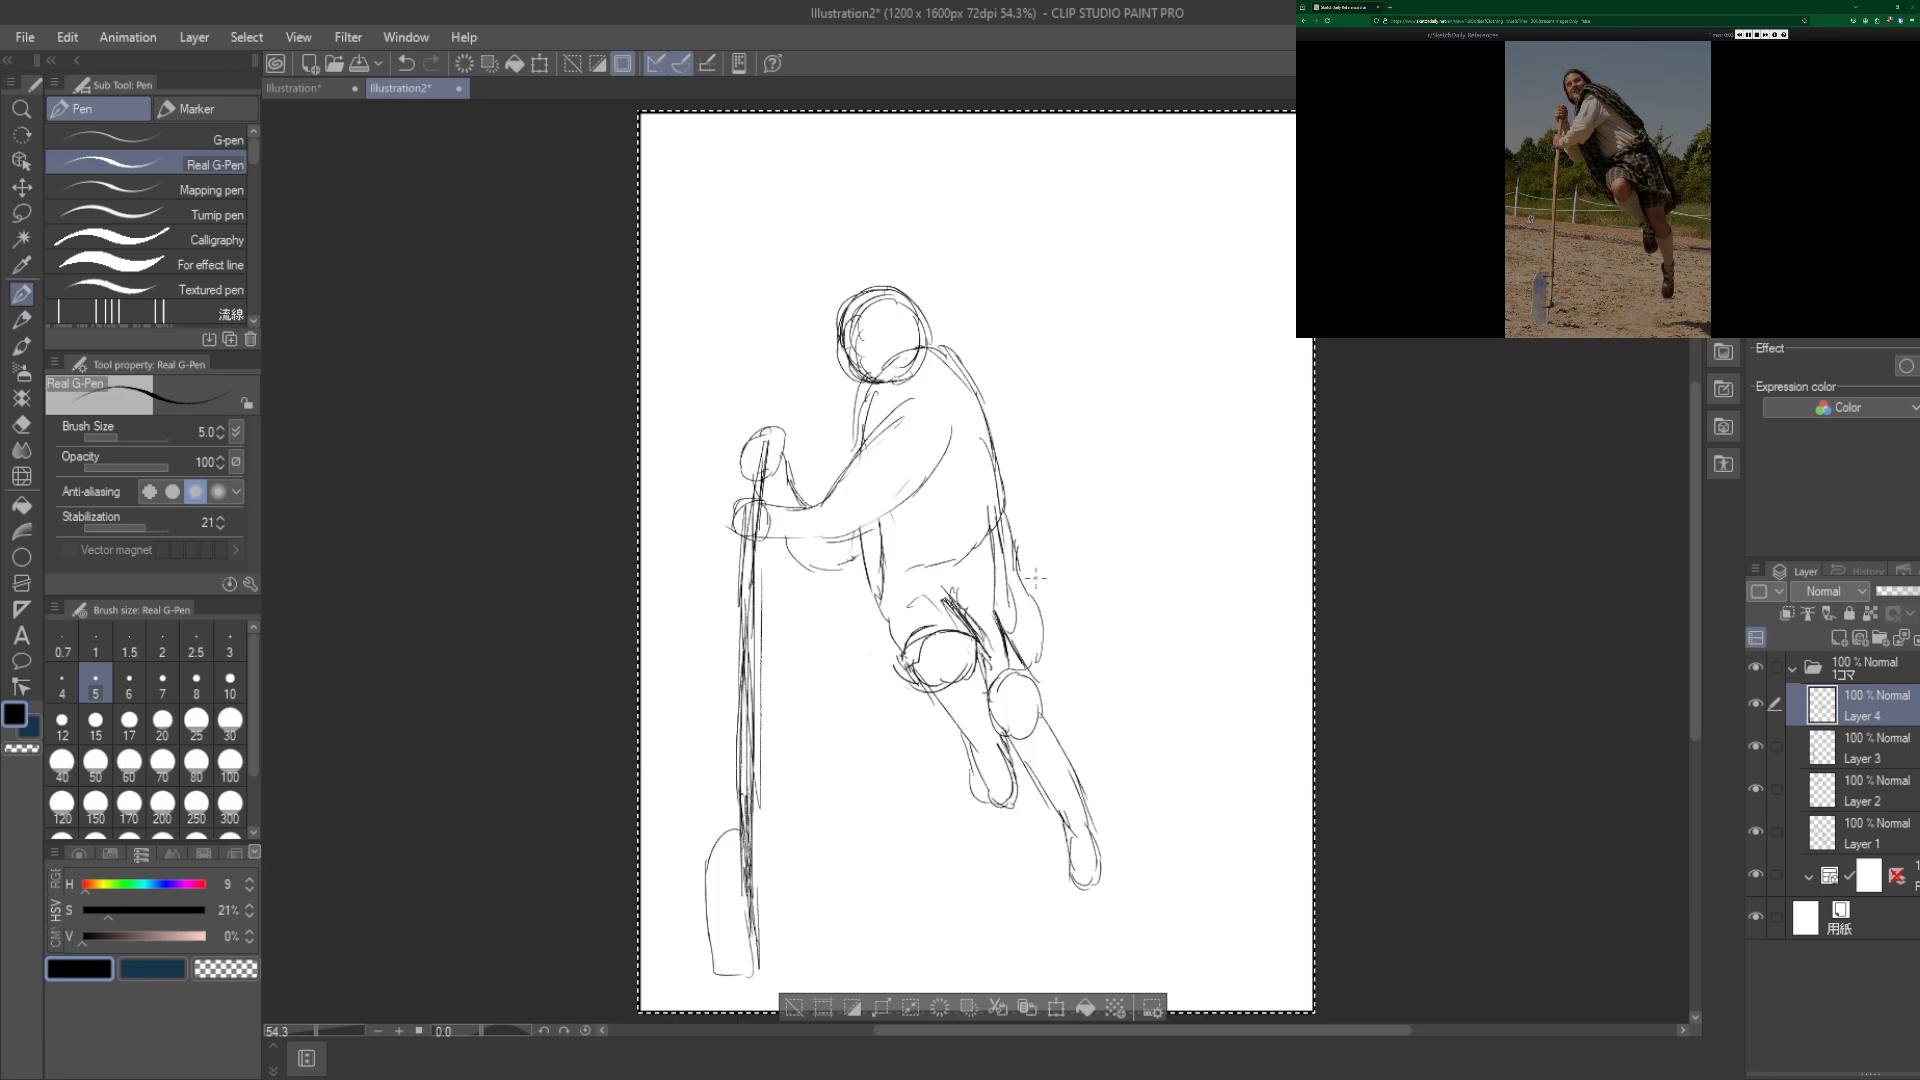 Illustration2* (1200 x 1600px 72dpi 54.3%) - CLIP STUDIO PAINT PRO
File Edit Animation Layer Select View Filter Window Help
Sub Tool: Pen
Illustration* Illustration2*
Pen Marker
G-pen
Real G-Pen
Mapping pen
Turnip pen
Calligraphy
For effect line
Textured pen
流線
Tool property: Real G-Pen
Real G-Pen
Brush Size 5.0
Opacity 100
Anti-aliasing
Stabilization 21
Vector magnet
Brush size: Real G-Pen
0.7 1 1.5 2 2.5 3
4 5 6 7 8 10
12 15 17 20 25 30
40 50 60 70 80 100
120 150 170 200 250 300
RGB
HSV
H 9
S 21%
V 0%
54.3 0.0
r/SketchDaily References
Effect
Expression color
Color
Layer History
Normal
100 % Normal
1コマ
100 % Normal
Layer 4
100 % Normal
Layer 3
100 % Normal
Layer 2
100 % Normal
Layer 1
用紙